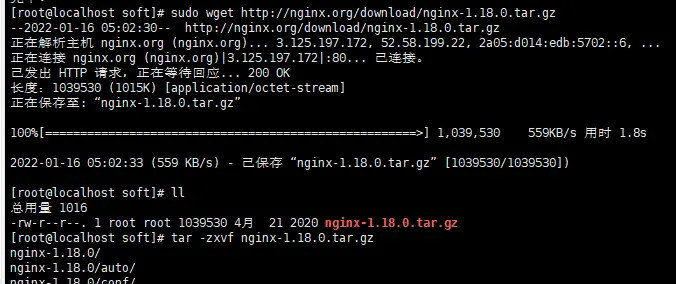 [root@localhost soft]# sudo wget http://nginx.org/download/nginx-1.18.0.tar.gz
--2022-01-16 05:02:30--  http://nginx.org/download/nginx-1.18.0.tar.gz
正在解析主机 nginx.org (nginx.org)... 3.125.197.172, 52.58.199.22, 2a05:d014:edb:5702::6, ...
正在连接 nginx.org (nginx.org)|3.125.197.172|:80... 已连接。
已发出 HTTP 请求，正在等待回应... 200 OK
长度：1039530 (1015K) [application/octet-stream]
正在保存至: “nginx-1.18.0.tar.gz”
100%[=====================================================>] 1,039,530    559KB/s 用时 1.8s
2022-01-16 05:02:33 (559 KB/s) - 已保存 “nginx-1.18.0.tar.gz” [1039530/1039530])
[root@localhost soft]# ll
总用量 1016
-rw-r--r--. 1 root root 1039530 4月  21 2020 nginx-1.18.0.tar.gz
[root@localhost soft]# tar -zxvf nginx-1.18.0.tar.gz
nginx-1.18.0/
nginx-1.18.0/auto/
nginx-1.18.0/conf/